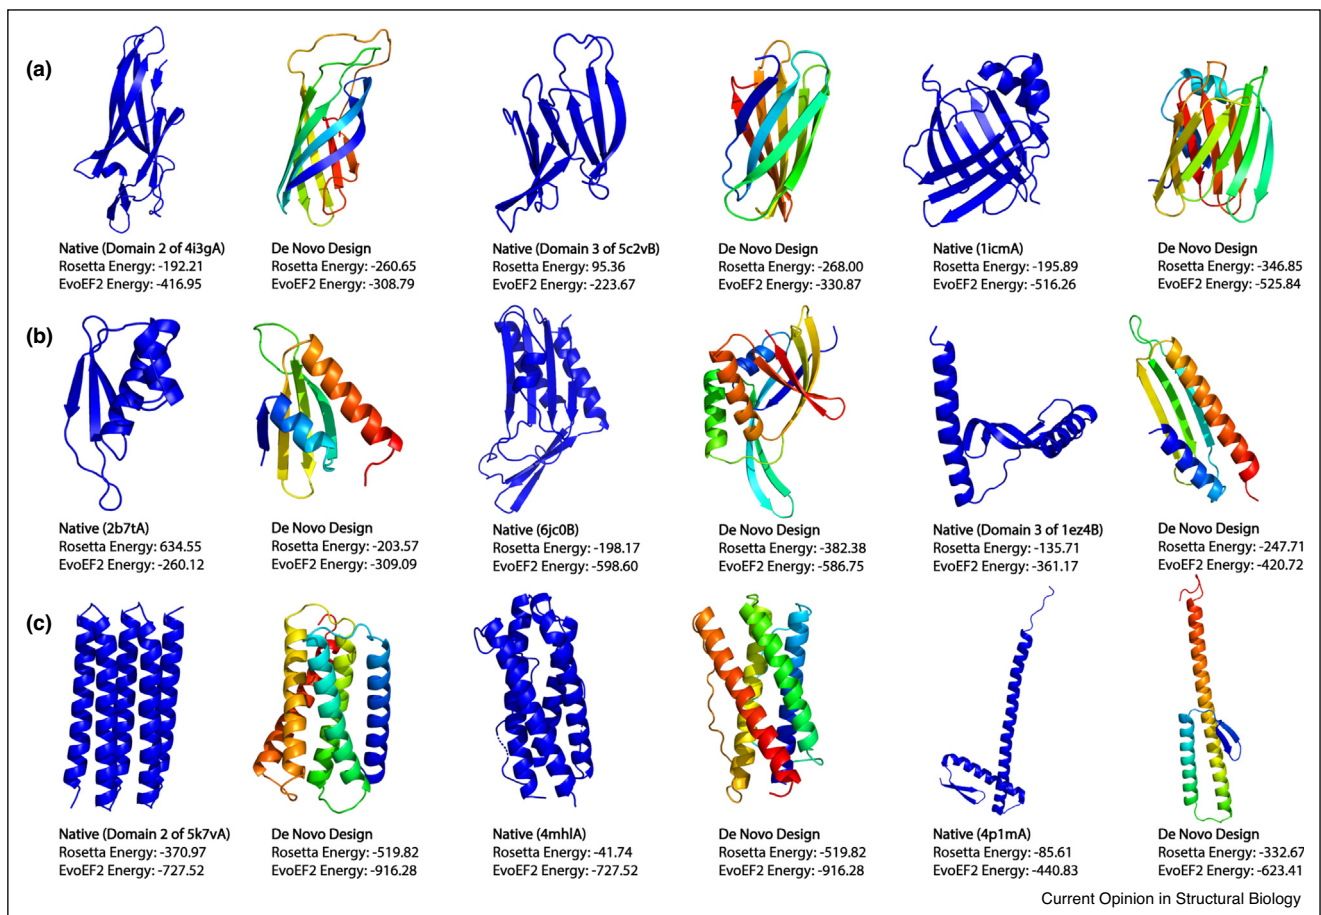 (a)
Native (Domain 2 of 4i3gA)
Rosetta Energy: -192.21
EvoEF2 Energy: -416.95
De Novo Design
Rosetta Energy: -260.65
EvoEF2 Energy: -308.79
Native (Domain 3 of 5c2vB)
Rosetta Energy: 95.36
EvoEF2 Energy: -223.67
De Novo Design
Rosetta Energy: -268.00
EvoEF2 Energy: -330.87
Native (1icmA)
Rosetta Energy: -195.89
EvoEF2 Energy: -516.26
De Novo Design
Rosetta Energy: -346.85
EvoEF2 Energy: -525.84
(b)
Native (2b7tA)
Rosetta Energy: 634.55
EvoEF2 Energy: -260.12
De Novo Design
Rosetta Energy: -203.57
EvoEF2 Energy: -309.09
Native (6jc0B)
Rosetta Energy: -198.17
EvoEF2 Energy: -598.60
De Novo Design
Rosetta Energy: -382.38
EvoEF2 Energy: -586.75
Native (Domain 3 of 1ez4B)
Rosetta Energy: -135.71
EvoEF2 Energy: -361.17
De Novo Design
Rosetta Energy: -247.71
EvoEF2 Energy: -420.72
(c)
Native (Domain 2 of 5k7vA)
Rosetta Energy: -370.97
EvoEF2 Energy: -727.52
De Novo Design
Rosetta Energy: -519.82
EvoEF2 Energy: -916.28
Native (4mhlA)
Rosetta Energy: -41.74
EvoEF2 Energy: -727.52
De Novo Design
Rosetta Energy: -519.82
EvoEF2 Energy: -916.28
Native (4p1mA)
Rosetta Energy: -85.61
EvoEF2 Energy: -440.83
De Novo Design
Rosetta Energy: -332.67
EvoEF2 Energy: -623.41
Current Opinion in Structural Biology